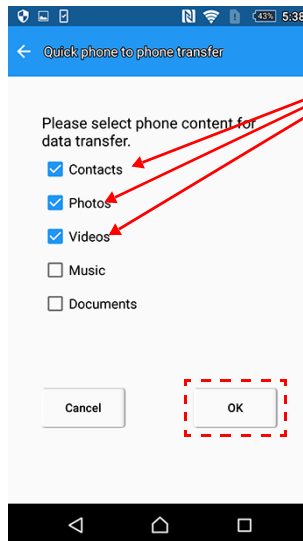 43% 5:38
Quick phone to phone transfer
Please select phone content for
data transfer.
Contacts
Photos
Videos
Music
Documents
Cancel OK